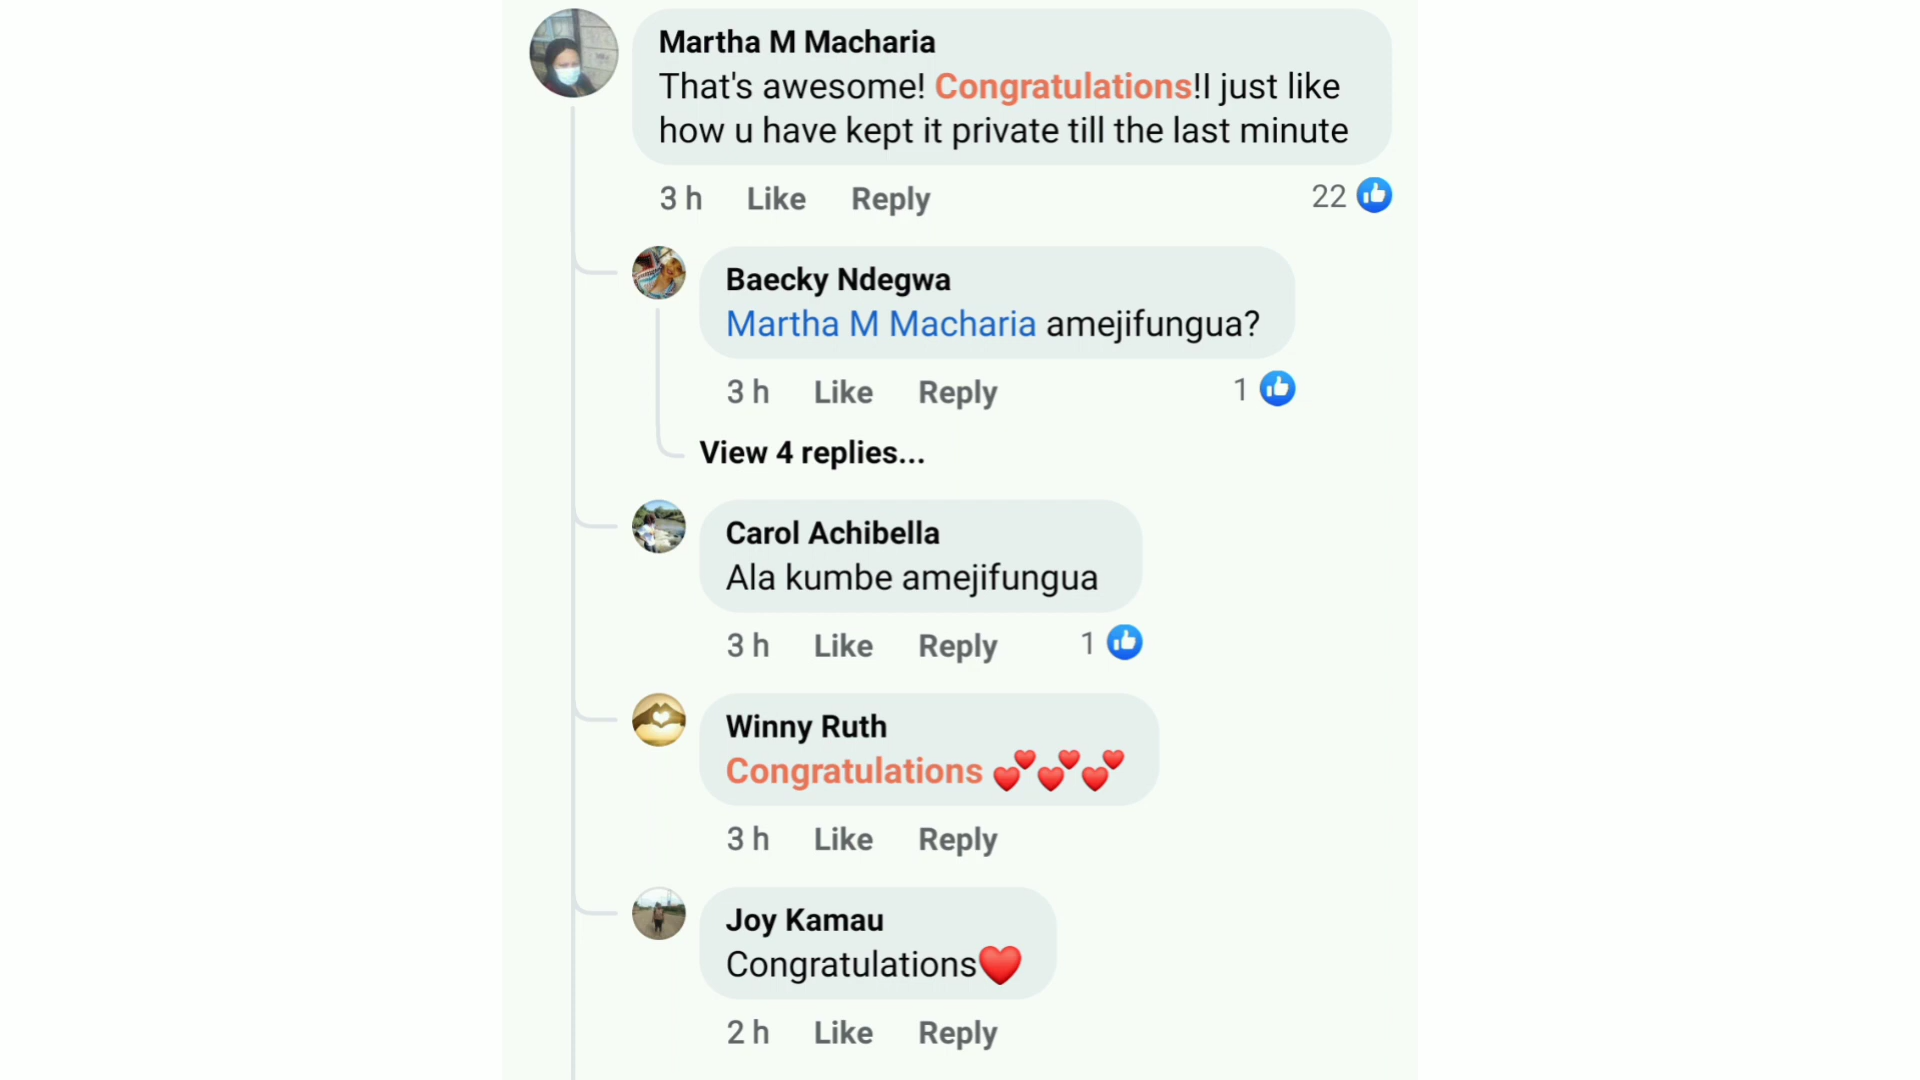 Martha M Macharia
That's awesome! Congratulations!I just like
how u have kept it private till the last minute
3 h Like Reply 22
Baecky Ndegwa
Martha M Macharia amejifungua?
3 h Like Reply 1
View 4 replies...
Carol Achibella
Ala kumbe amejifungua
3 h Like Reply 1
Winny Ruth
Congratulations 💕💕💕
3 h Like Reply
Joy Kamau
Congratulations❤️
2 h Like Reply